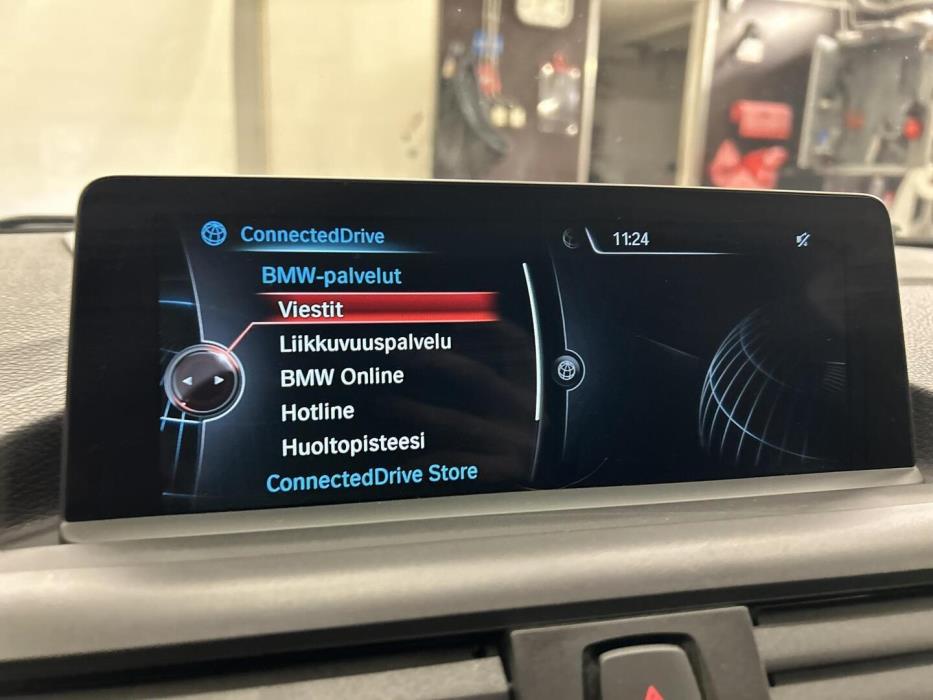 ConnectedDrive
11:24
BMW-palvelut
Viestit
Liikkuvuuspalvelu
BMW Online
Hotline
Huoltopisteesi
ConnectedDrive Store